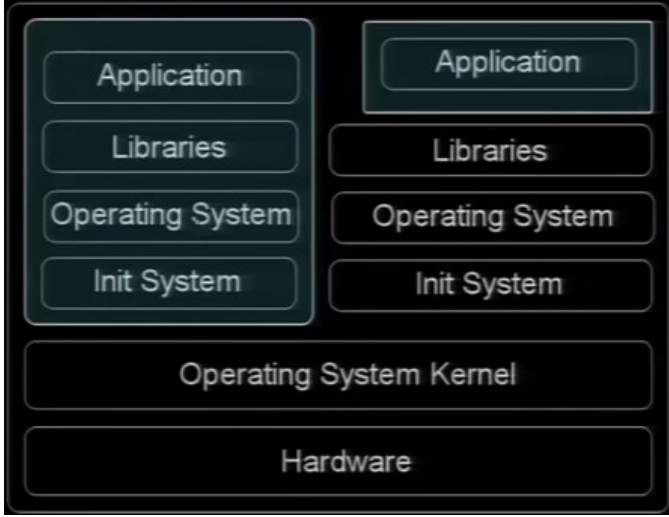 Application
Libraries
Operating System
Init System
Application
Libraries
Operating System
Init System
Operating System Kernel
Hardware